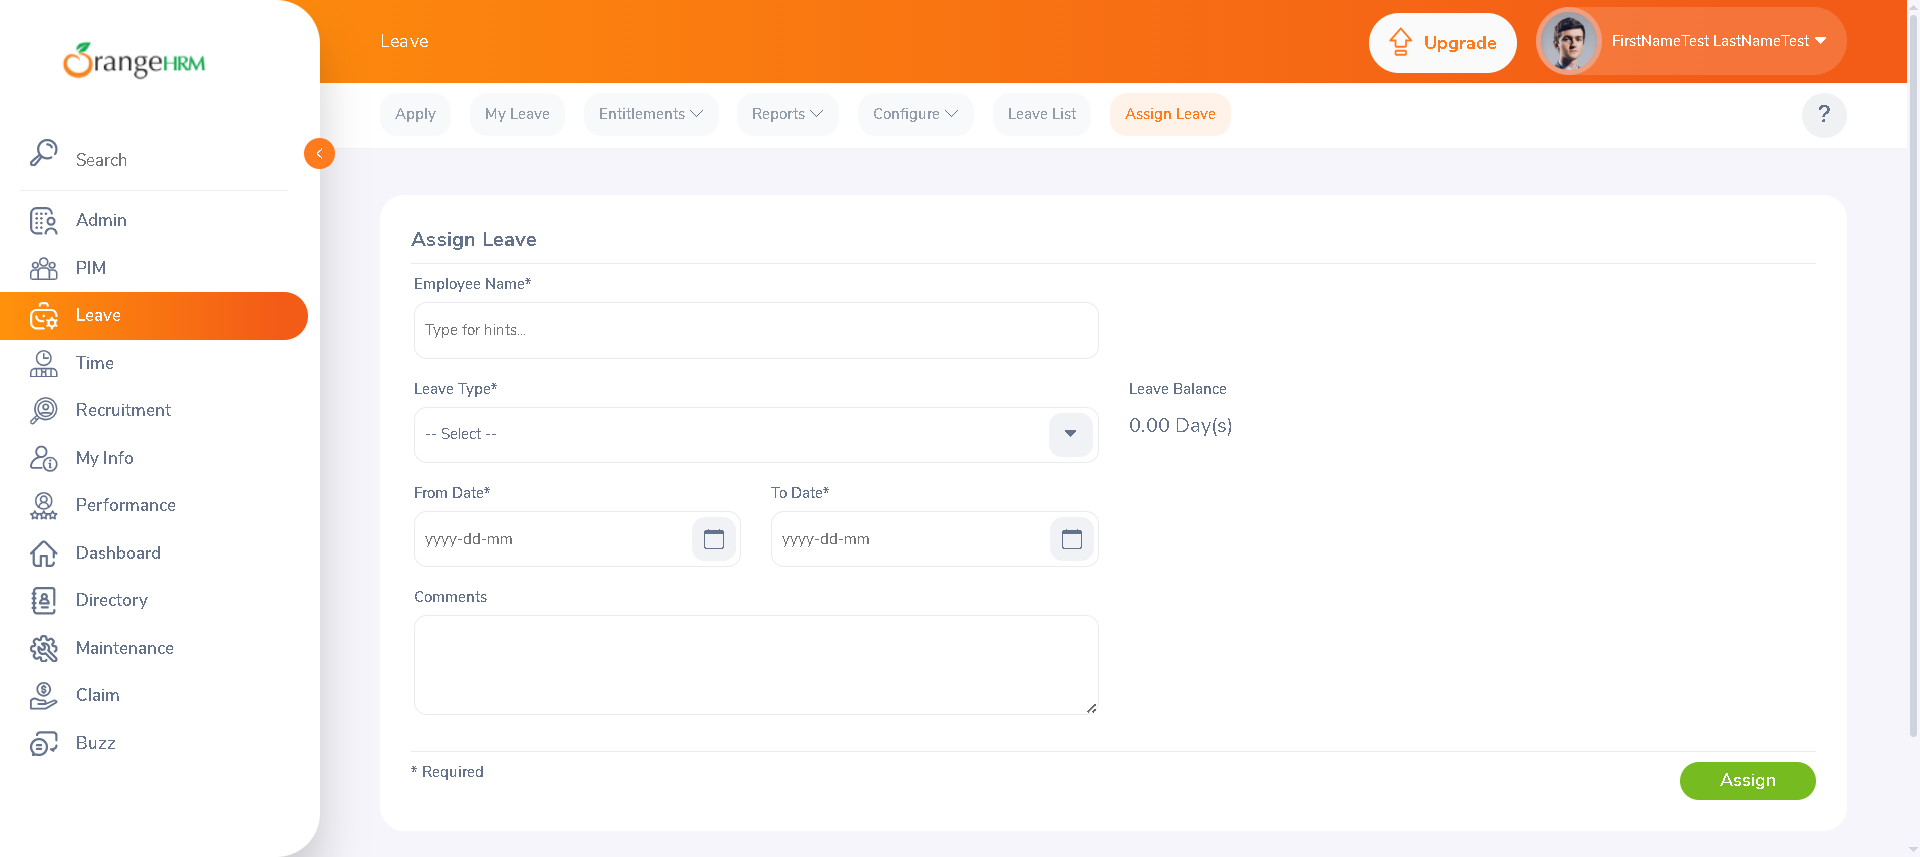 OrangeHRM
Search
Admin
PIM
Leave
Time
Recruitment
My Info
Performance
Dashboard
Directory
Maintenance
Claim
Buzz
Leave
Upgrade
FirstNameTest LastNameTest
Apply
My Leave
Entitlements
Reports
Configure
Leave List
Assign Leave
?
Assign Leave
Employee Name*
Type for hints...
Leave Type*
-- Select --
Leave Balance
0.00 Day(s)
From Date*
yyyy-dd-mm
To Date*
yyyy-dd-mm
Comments
* Required
Assign